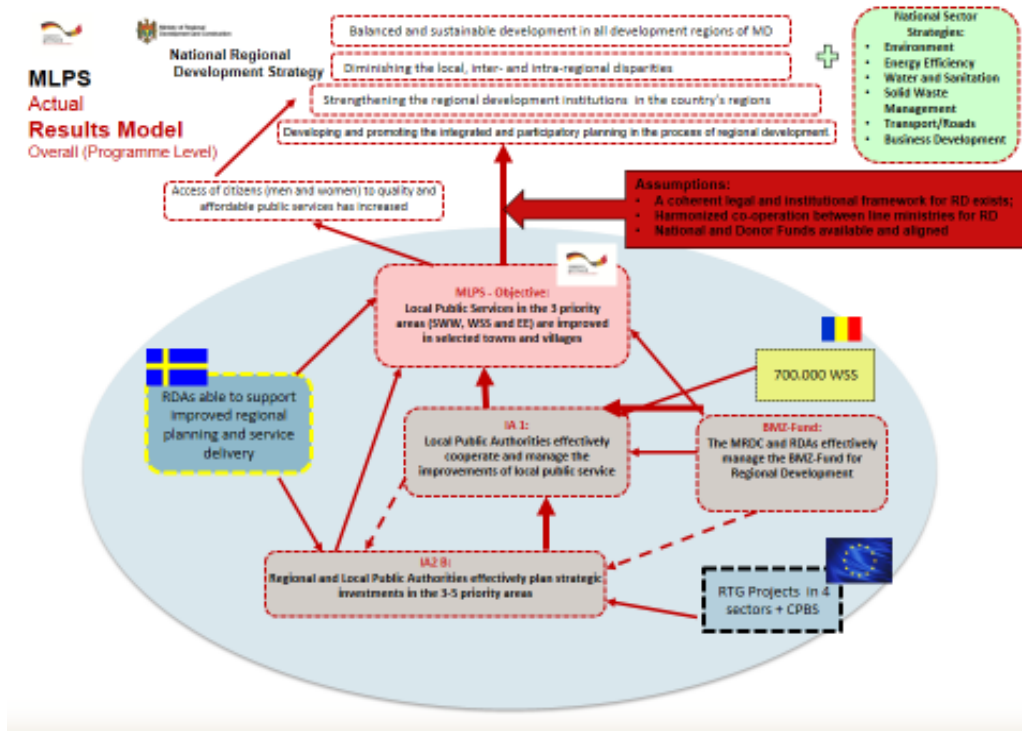 Ministry of Regional
Development and Construction
MLPS
Actual
Results Model
Overall (Programme Level)
National Regional
Development Strategy
Balanced and sustainable development in all development regions of MD
Diminishing the local, inter- and intra-regional disparities
Strengthening the regional development institutions in the country's regions
Developing and promoting the integrated and participatory planning in the process of regional development.
National Sector
Strategies:
• Environment
• Energy Efficiency
• Water and Sanitation
• Solid Waste
Management
• Transport/Roads
• Business Development
Access of citizens (men and women) to quality and
affordable public services has increased
Assumptions:
• A coherent legal and institutional framework for RD exists;
• Harmonized co-operation between line ministries for RD
• National and Donor Funds available and aligned
MLPS - Objective:
Local Public Services in the 3 priority
areas (SWW, WSS and EE) are improved
in selected towns and villages
700.000 WSS
RDAs able to support
improved regional
planning and service
delivery
IA 1:
Local Public Authorities effectively
cooperate and manage the
improvements of local public service
BMZ-Fund:
The MRDC and RDAs effectively
manage the BMZ-Fund for
Regional Development
IA2 B:
Regional and Local Public Authorities effectively plan strategic
investments in the 3-5 priority areas
RTG Projects in 4
sectors + CPBS